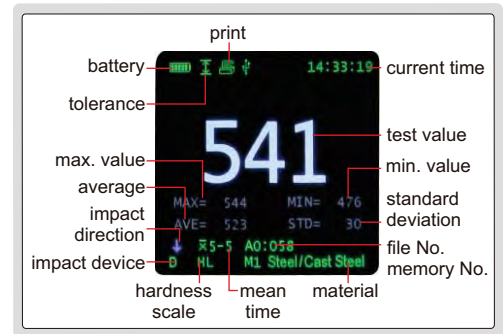 print
battery
14:33:19
current time
tolerance
541
test value
max. value
min. value
MAX= 544 MIN= 476
average
standard deviation
AVE= 523 STD= 30
impact direction
x̄5-5 A0:058
file No.
memory No.
impact device
D HL M1 Steel/Cast Steel
hardness scale
mean time
material